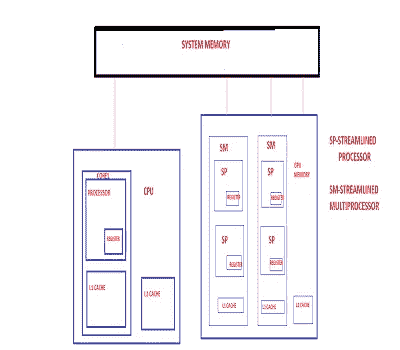 SYSTEM MEMORY
CORE1
PROCESSOR
REGISTER
L1 CACHE
CPU
L2 CACHE
SM
SP
REGISTER
SP
REGISTER
L1 CACHE
SM
SP
REGISTER
SP
REGISTER
L1 CACHE
GPU
MEMORY
L2 CACHE
SP-STREAMLINED
PROCESSOR
SM-STREAMLINED
MULTIPROCESSOR